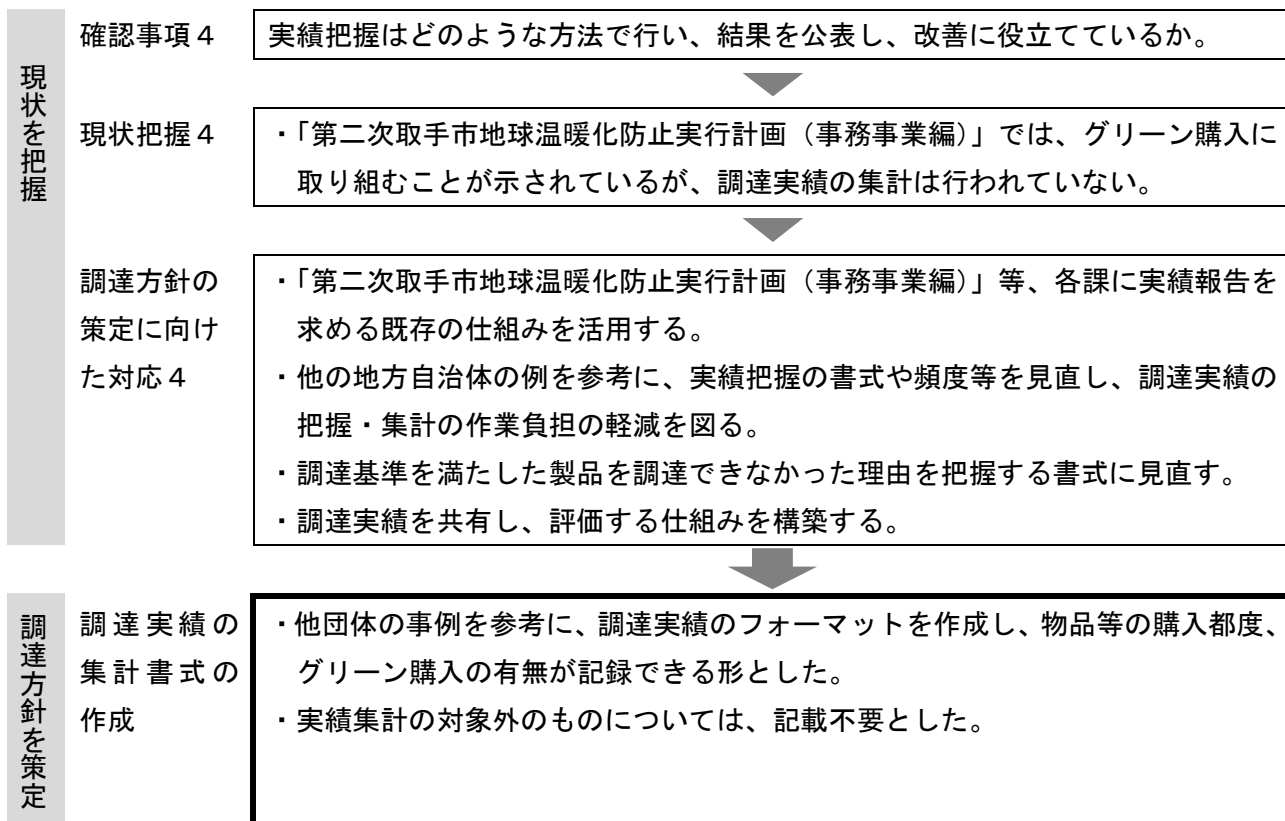 現状を把握
確認事項４
実績把握はどのような方法で行い、結果を公表し、改善に役立てているか。
現状把握４
・「第二次取手市地球温暖化防止実行計画（事務事業編）」では、グリーン購入に
取り組むことが示されているが、調達実績の集計は行われていない。
調達方針の
策定に向け
た対応４
・「第二次取手市地球温暖化防止実行計画（事務事業編）」等、各課に実績報告を
求める既存の仕組みを活用する。
・他の地方自治体の例を参考に、実績把握の書式や頻度等を見直し、調達実績の
把握・集計の作業負担の軽減を図る。
・調達基準を満たした製品を調達できなかった理由を把握する書式に見直す。
・調達実績を共有し、評価する仕組みを構築する。
調達方針を策定
調達実績の
集計書式の
作成
・他団体の事例を参考に、調達実績のフォーマットを作成し、物品等の購入都度、
グリーン購入の有無が記録できる形とした。
・実績集計の対象外のものについては、記載不要とした。